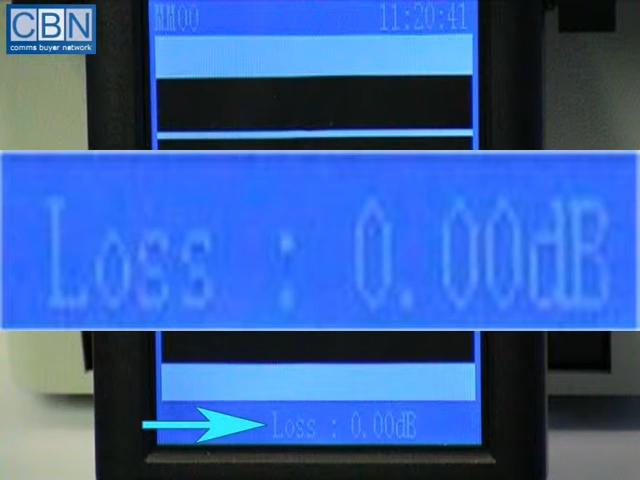 CBN
comms buyer network
MM00
11:20:41
Loss : 0.00dB
Loss : 0.00dB